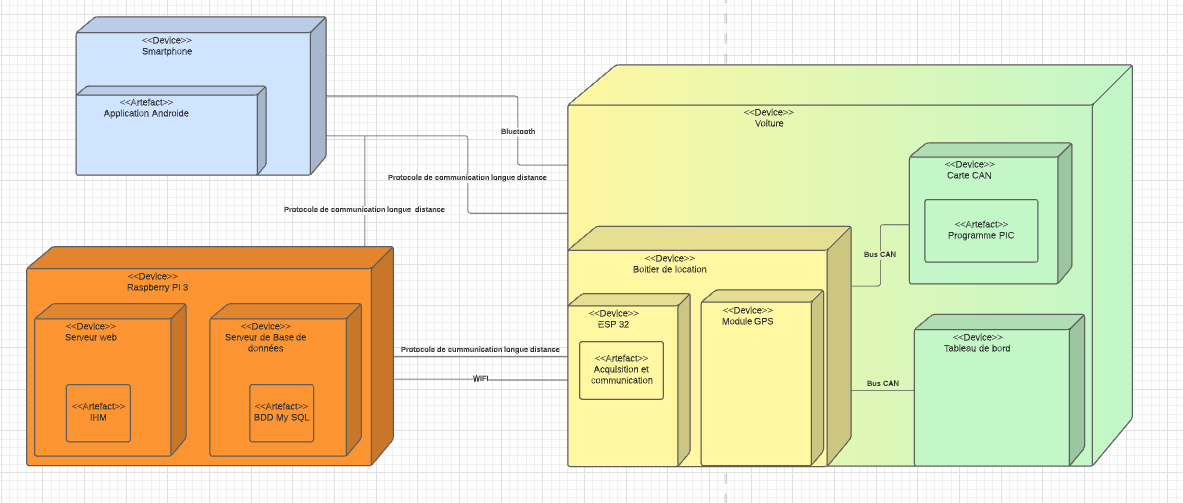 <<Device>>
Smartphone
<<Artefact>>
Application Androide
Bluetooth
Protocole de communication longue distance
Protocole de communication longue distance
<<Device>>
Voiture
<<Device>>
Carte CAN
<<Artefact>>
Programme PIC
<<Device>>
Raspberry PI 3
<<Device>>
Serveur web
<<Artefact>>
IHM
<<Device>>
Serveur de Base de
données
<<Artefact>>
BDD My SQL
Protocole de communication longue distance
WIFI
<<Device>>
Boîtier de location
<<Device>>
ESP 32
<<Artefact>>
Acquisition et
communication
<<Device>>
Module GPS
Bus CAN
Bus CAN
<<Device>>
Tableau de bord